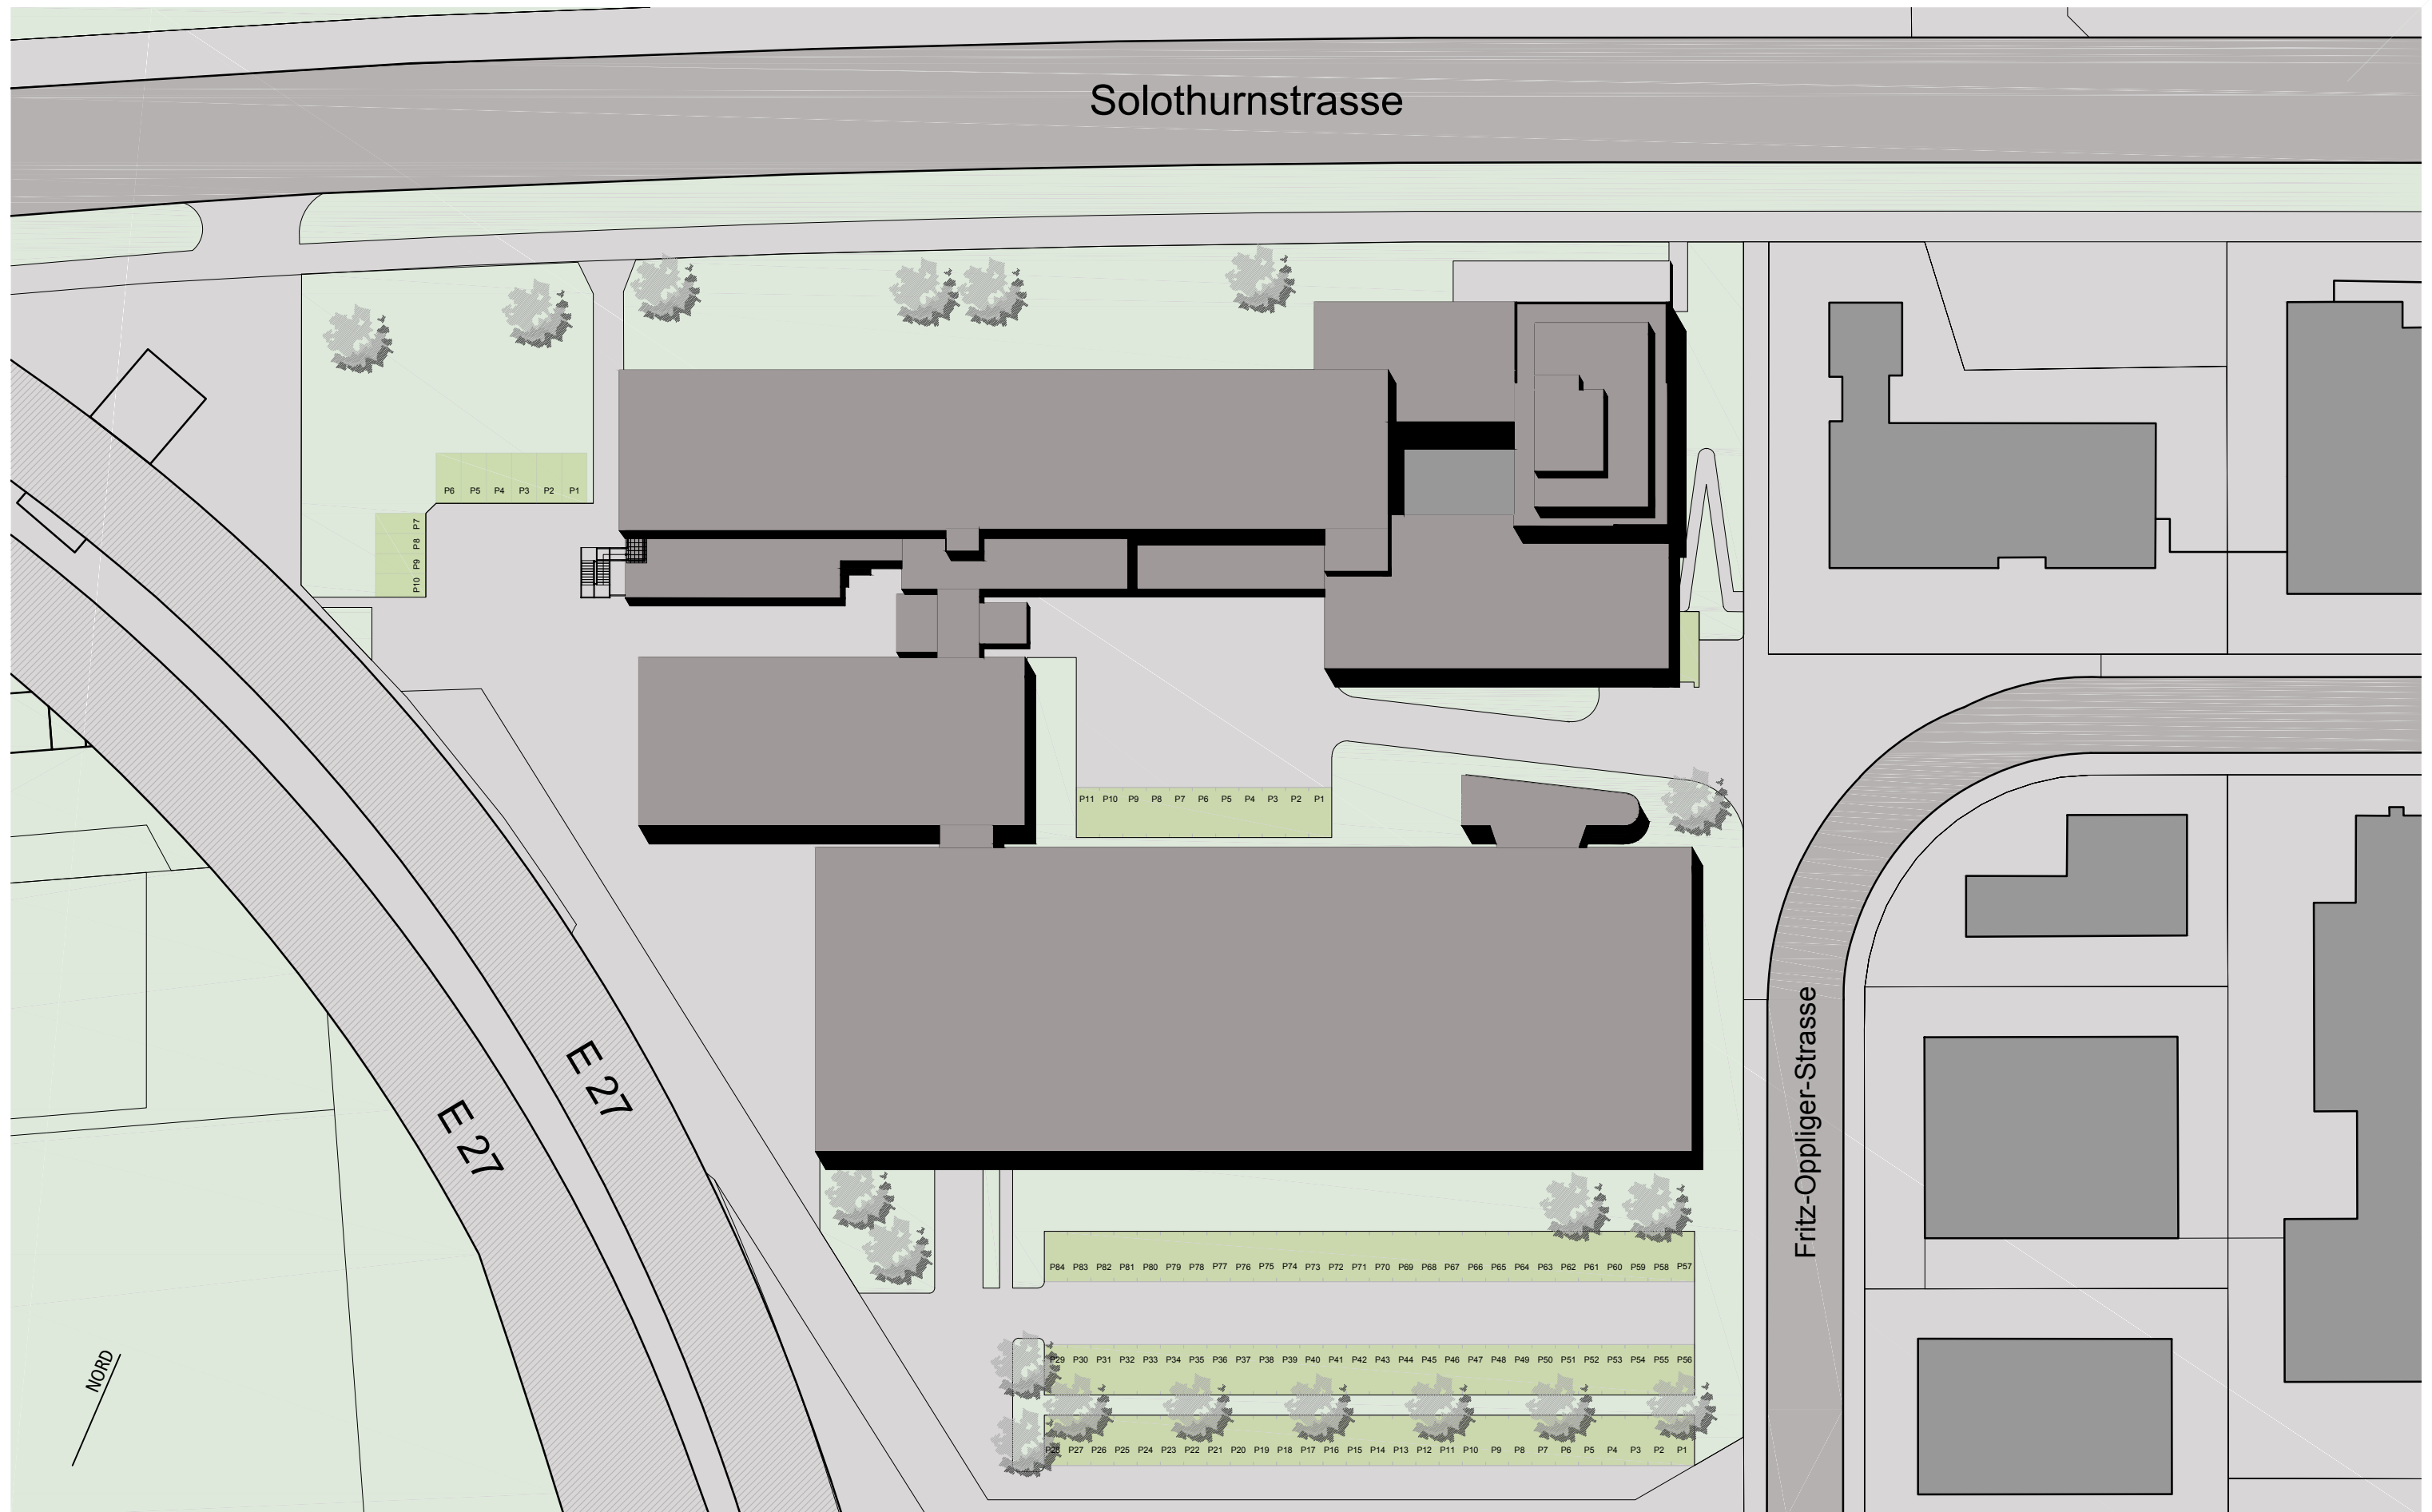 Solothurnstrasse
P6 P5 P4 P3 P2 P1
P7
P8
P9
P10
P11 P10 P9 P8 P7 P6 P5 P4 P3 P2 P1
Fritz-Oppliger-Strasse
E 27
E 27
P84 P83 P82 P81 P80 P79 P78 P77 P76 P75 P74 P73 P72 P71 P70 P69 P68 P67 P66 P65 P64 P63 P62 P61 P60 P59 P58 P57
P29 P30 P31 P32 P33 P34 P35 P36 P37 P38 P39 P40 P41 P42 P43 P44 P45 P46 P47 P48 P49 P50 P51 P52 P53 P54 P55 P56
P28 P27 P26 P25 P24 P23 P22 P21 P20 P19 P18 P17 P16 P15 P14 P13 P12 P11 P10 P9 P8 P7 P6 P5 P4 P3 P2 P1
NORD